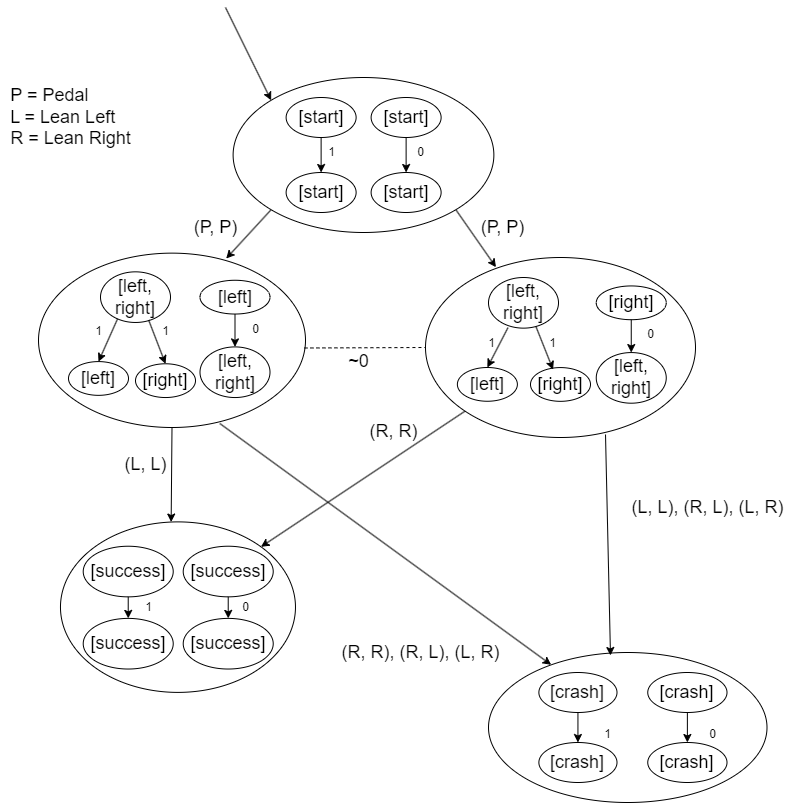 P = Pedal
L = Lean Left
R = Lean Right
[start] [start]
1 0
[start] [start]
(P, P) (P, P)
[left,
right]
[left]
1 1 0
[left] [right]
[left,
right]
~0
[left,
right]
[right]
1 1 0
[left] [right]
[left,
right]
(R, R)
(L, L)
(L, L), (R, L), (L, R)
[success] [success]
1 0
[success] [success]
(R, R), (R, L), (L, R)
[crash] [crash]
1 0
[crash] [crash]